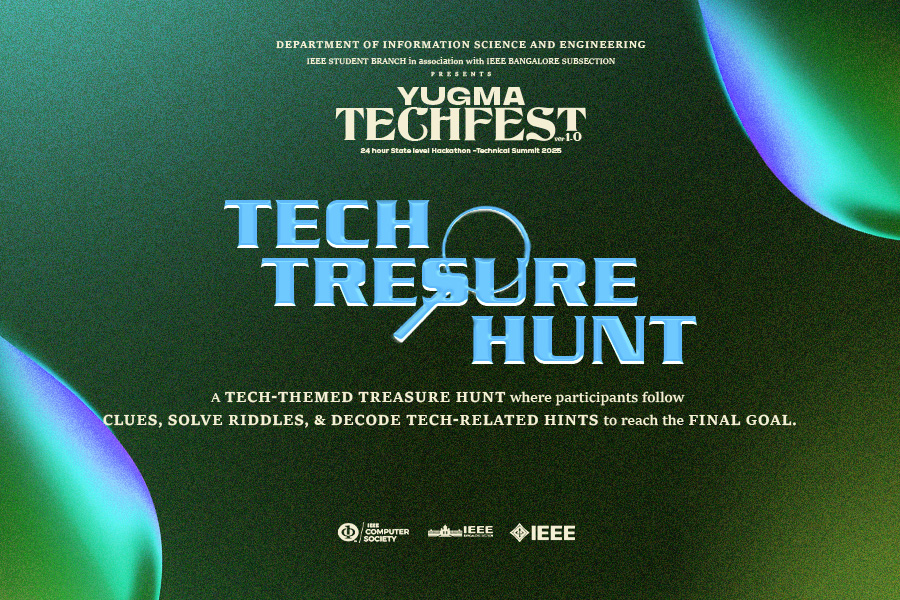 DEPARTMENT OF INFORMATION SCIENCE AND ENGINEERING
IEEE STUDENT BRANCH in association with IEEE BANGALORE SUBSECTION
PRESENTS
YUGMA
TECHFEST
ver 1.0
24 hour State level Hackathon -Technical Summit 2025
TECH
TRESURE
HUNT
A TECH-THEMED TREASURE HUNT where participants follow
CLUES, SOLVE RIDDLES, & DECODE TECH-RELATED HINTS to reach the FINAL GOAL.
IEEE COMPUTER SOCIETY
IEEE
BANGALORE SECTION
IEEE